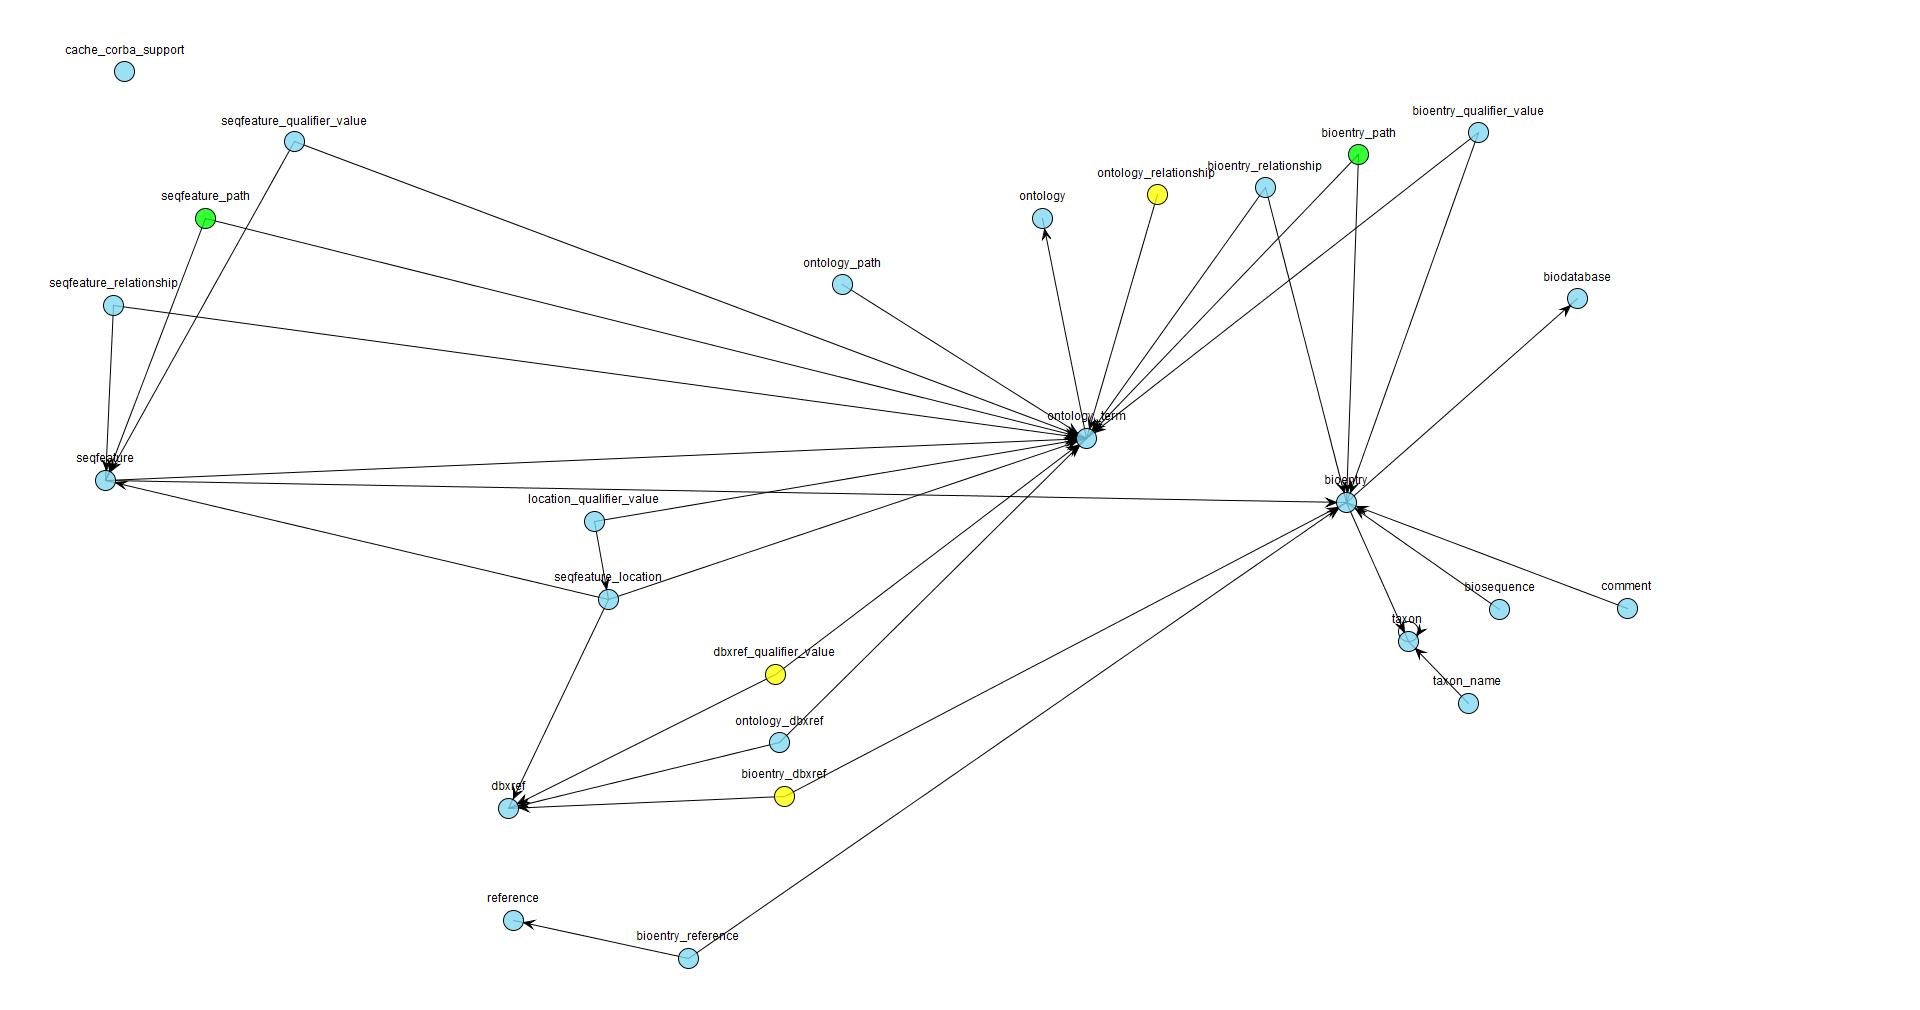 cache_corba_support
bioentry_qualifier_value
seqfeature_qualifier_value
bioentry_path
bioentry_relationship
ontology_relationship
seqfeature_path
ontology
ontology_path
biodatabase
seqfeature_relationship
ontology_term
seqfeature
bioentry
location_qualifier_value
seqfeature_location
comment
biosequence
taxon
dbxref_qualifier_value
taxon_name
ontology_dbxref
bioentry_dbxref
dbxref
reference
bioentry_reference